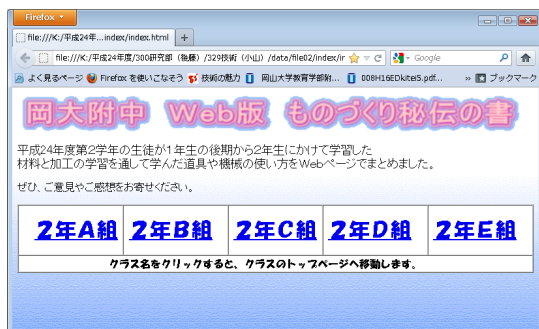 Firefox
file:///K:/平成24年...index/index.html
file:///K:/平成24年度/300研究部（後藤）/329技術（小山）/data/file02/index/ir
Google
よく見るページ Firefox を使いこなそう 技術の魅力 岡山大学教育学部附... 008H16EDkitelS.pdf... » ブックマーク
岡大附中 Web版 ものづくり秘伝の書
平成24年度第2学年の生徒が1年生の後期から2年生にかけて学習した
材料と加工の学習を通して学んだ道具や機械の使い方をWebページでまとめました。
ぜひ、ご意見やご感想をお寄せください。
2年A組 2年B組 2年C組 2年D組 2年E組
クラス名をクリックすると、クラスのトップページへ移動します。